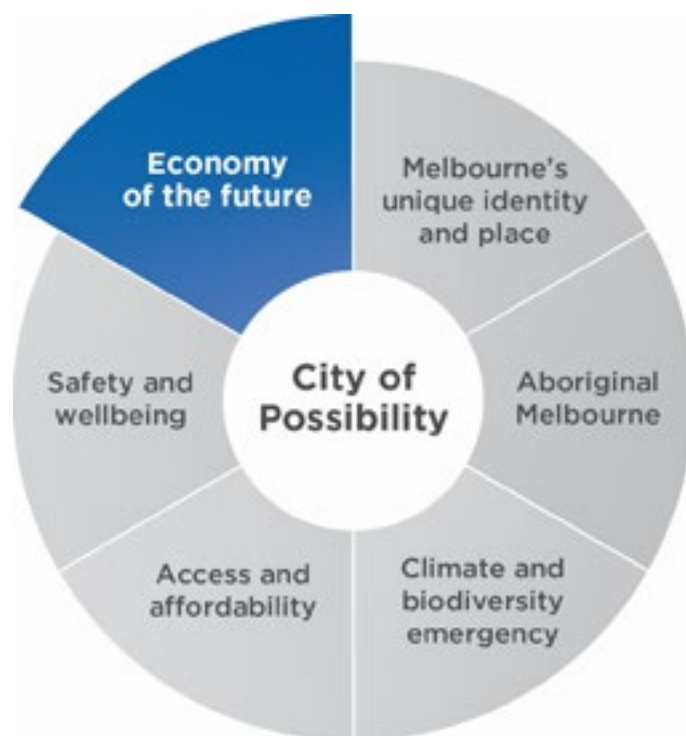 Economy
of the future
Melbourne's
unique identity
and place
Aboriginal
Melbourne
Climate and
biodiversity
emergency
Access and
affordability
Safety and
wellbeing
City of
Possibility